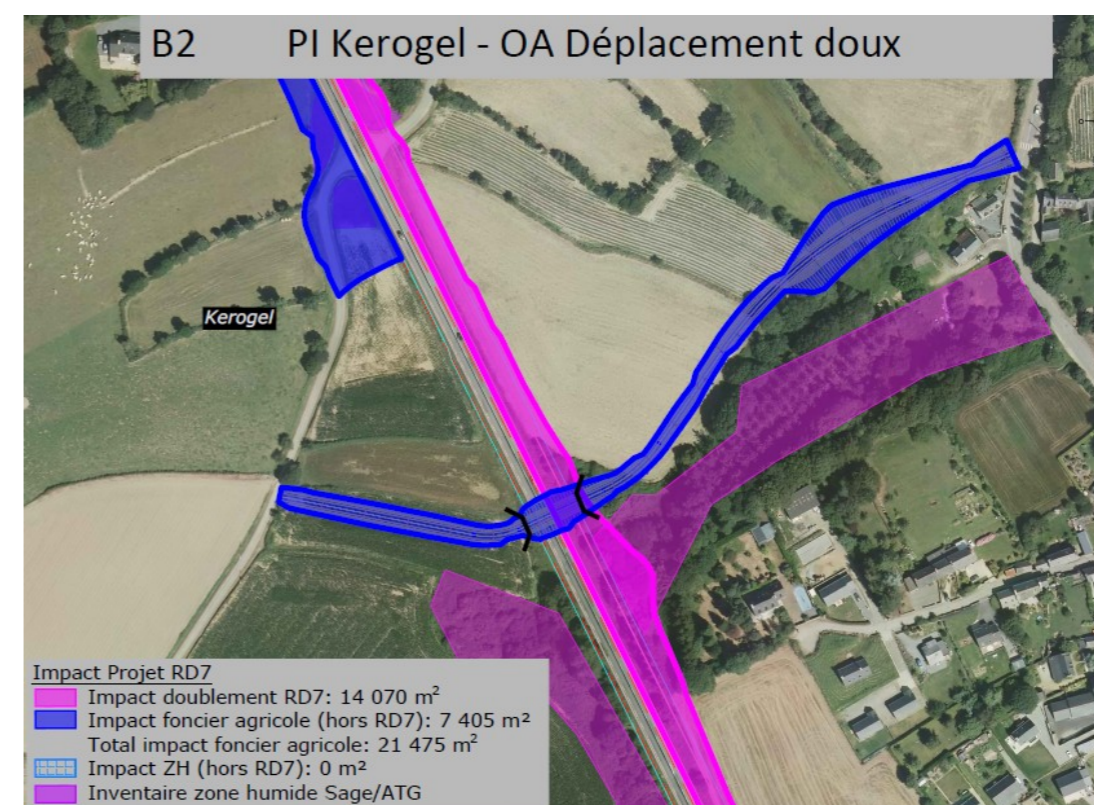 B2 PI Kerogel - OA Déplacement doux
Kerogel
Impact Projet RD7
Impact doublement RD7: 14 070 m²
Impact foncier agricole (hors RD7): 7 405 m²
Total impact foncier agricole: 21 475 m²
Impact ZH (hors RD7): 0 m²
Inventaire zone humide Sage/ATG